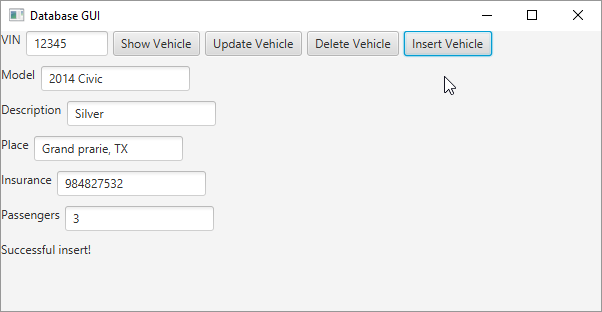 Database GUI
VIN 12345 Show Vehicle Update Vehicle Delete Vehicle Insert Vehicle
Model 2014 Civic
Description Silver
Place Grand prarie, TX
Insurance 984827532
Passengers 3
Successful insert!